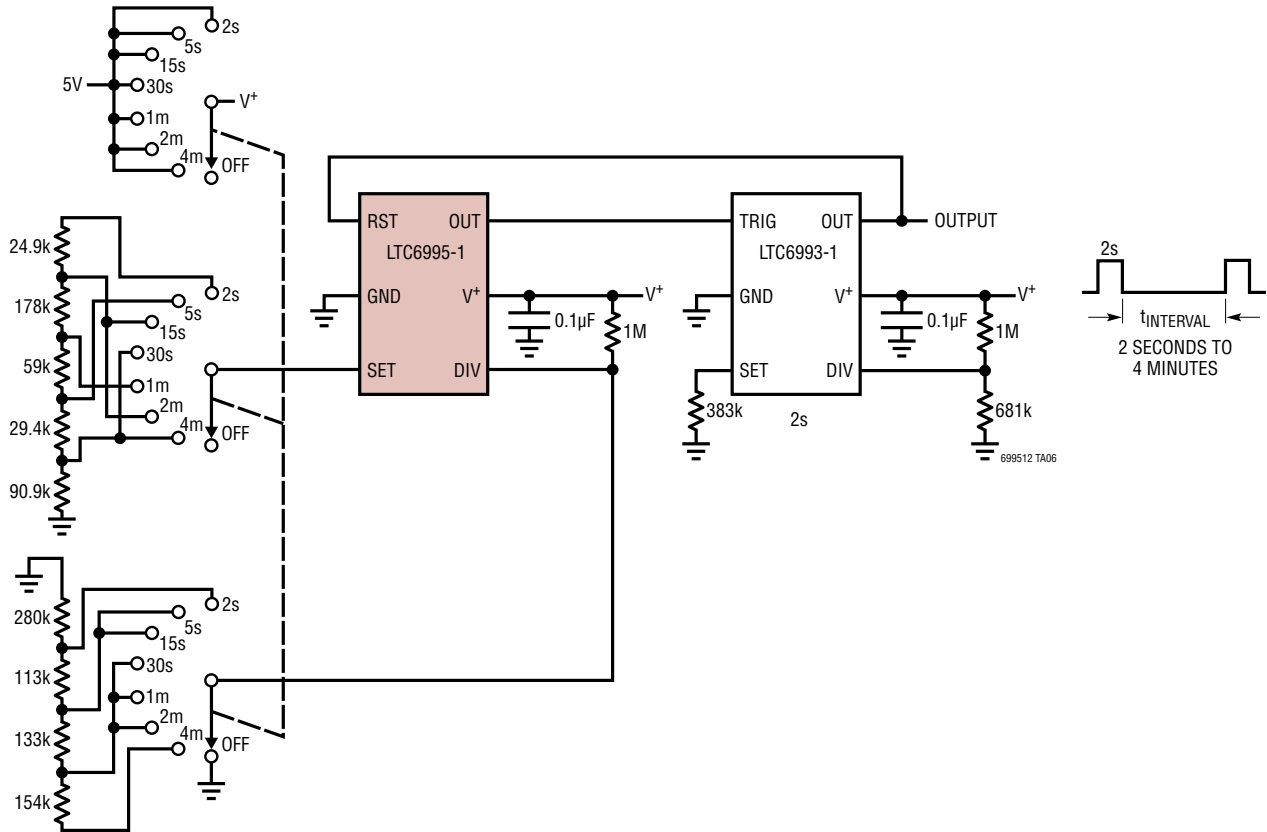 2s
5s
15s
5V
30s
V+
1m
2m
4m
OFF
24.9k
178k
59k
29.4k
90.9k
2s
5s
15s
30s
1m
2m
4m
OFF
280k
113k
133k
154k
2s
5s
15s
30s
1m
2m
4m
OFF
RST OUT
LTC6995-1
GND V+
SET DIV
0.1µF
1M
V+
TRIG OUT
LTC6993-1
GND V+
SET DIV
383k
2s
OUTPUT
0.1µF
1M
V+
681k
699512 TA06
2s
tINTERVAL
2 SECONDS TO
4 MINUTES